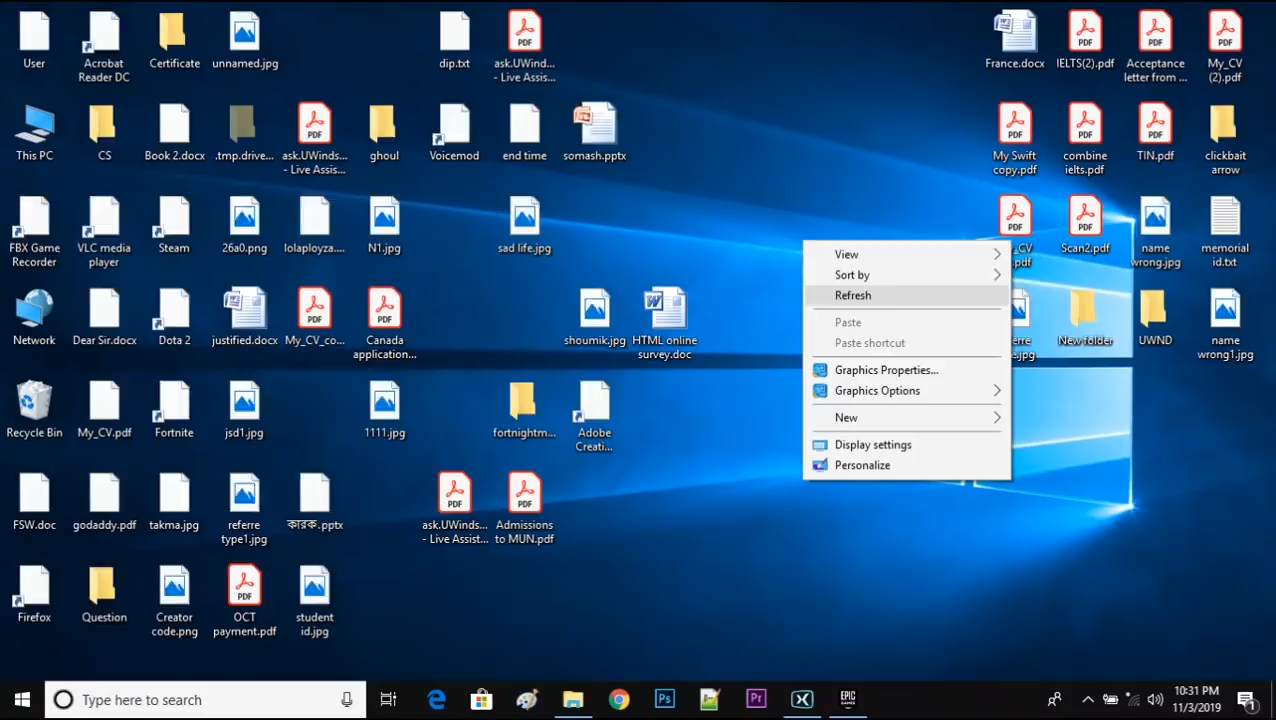 User
Acrobat
Reader DC
Certificate
unnamed.jpg
dip.txt
ask.UWind...
- Live Assis...
France.docx
IELTS(2).pdf
Acceptance
letter from ...
My_CV
(2).pdf
This PC
CS
Book 2.docx
.tmp.drive...
ask.UWinds...
- Live Assis...
ghoul
Voicemod
end time
somash.pptx
My Swift
copy.pdf
combine
ielts.pdf
TIN.pdf
clickbait
arrow
FBX Game
Recorder
VLC media
player
Steam
26a0.png
lolaployza....
N1.jpg
sad life.jpg
_CV
.pdf
Scan2.pdf
name
wrong.jpg
memorial
id.txt
Network
Dear Sir.docx
Dota 2
justified.docx
My_CV_co...
Canada
application...
shoumik.jpg
HTML online
survey.doc
New folder
UWND
name
wrong1.jpg
View
Sort by
Refresh
Paste
Paste shortcut
Graphics Properties...
Graphics Options
New
Display settings
Personalize
Recycle Bin
My_CV.pdf
Fortnite
jsd1.jpg
1111.jpg
fortnightm...
Adobe
Creati...
FSW.doc
godaddy.pdf
takma.jpg
referre
type1.jpg
কারক.pptx
ask.UWinds...
- Live Assist...
Admissions
to MUN.pdf
Firefox
Question
Creator
code.png
OCT
payment.pdf
student
id.jpg
Type here to search
Ps
Pr
EPIC
GAMES
10:31 PM
11/3/2019
1